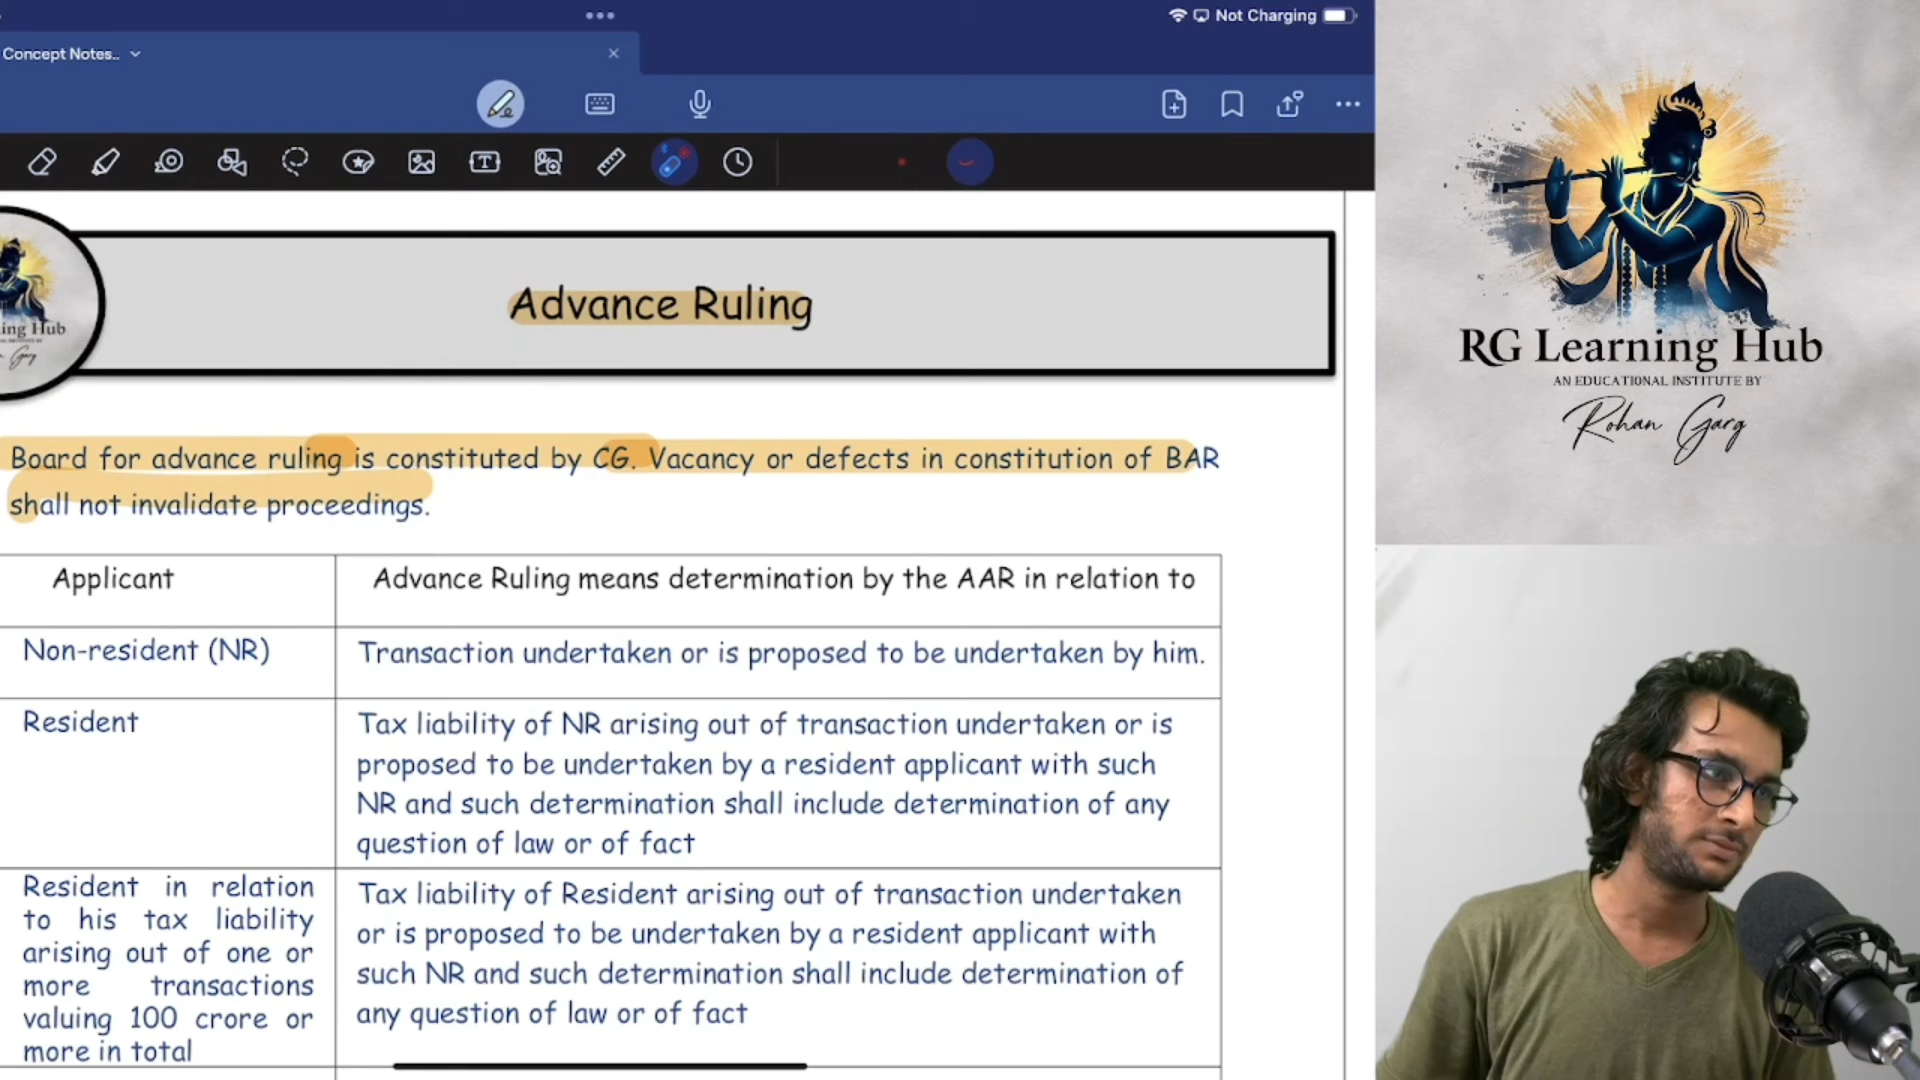 Not Charging
Concept Notes..
Advance Ruling
ing Hub
Board for advance ruling is constituted by CG. Vacancy or defects in constitution of BAR
shall not invalidate proceedings.
Applicant
Advance Ruling means determination by the AAR in relation to
Non-resident (NR)
Transaction undertaken or is proposed to be undertaken by him.
Resident
Tax liability of NR arising out of transaction undertaken or is
proposed to be undertaken by a resident applicant with such
NR and such determination shall include determination of any
question of law or of fact
Resident in relation
to his tax liability
arising out of one or
more transactions
valuing 100 crore or
more in total
Tax liability of Resident arising out of transaction undertaken
or is proposed to be undertaken by a resident applicant with
such NR and such determination shall include determination of
any question of law or of fact
RG Learning Hub
AN EDUCATIONAL INSTITUTE BY
Rohan Garg